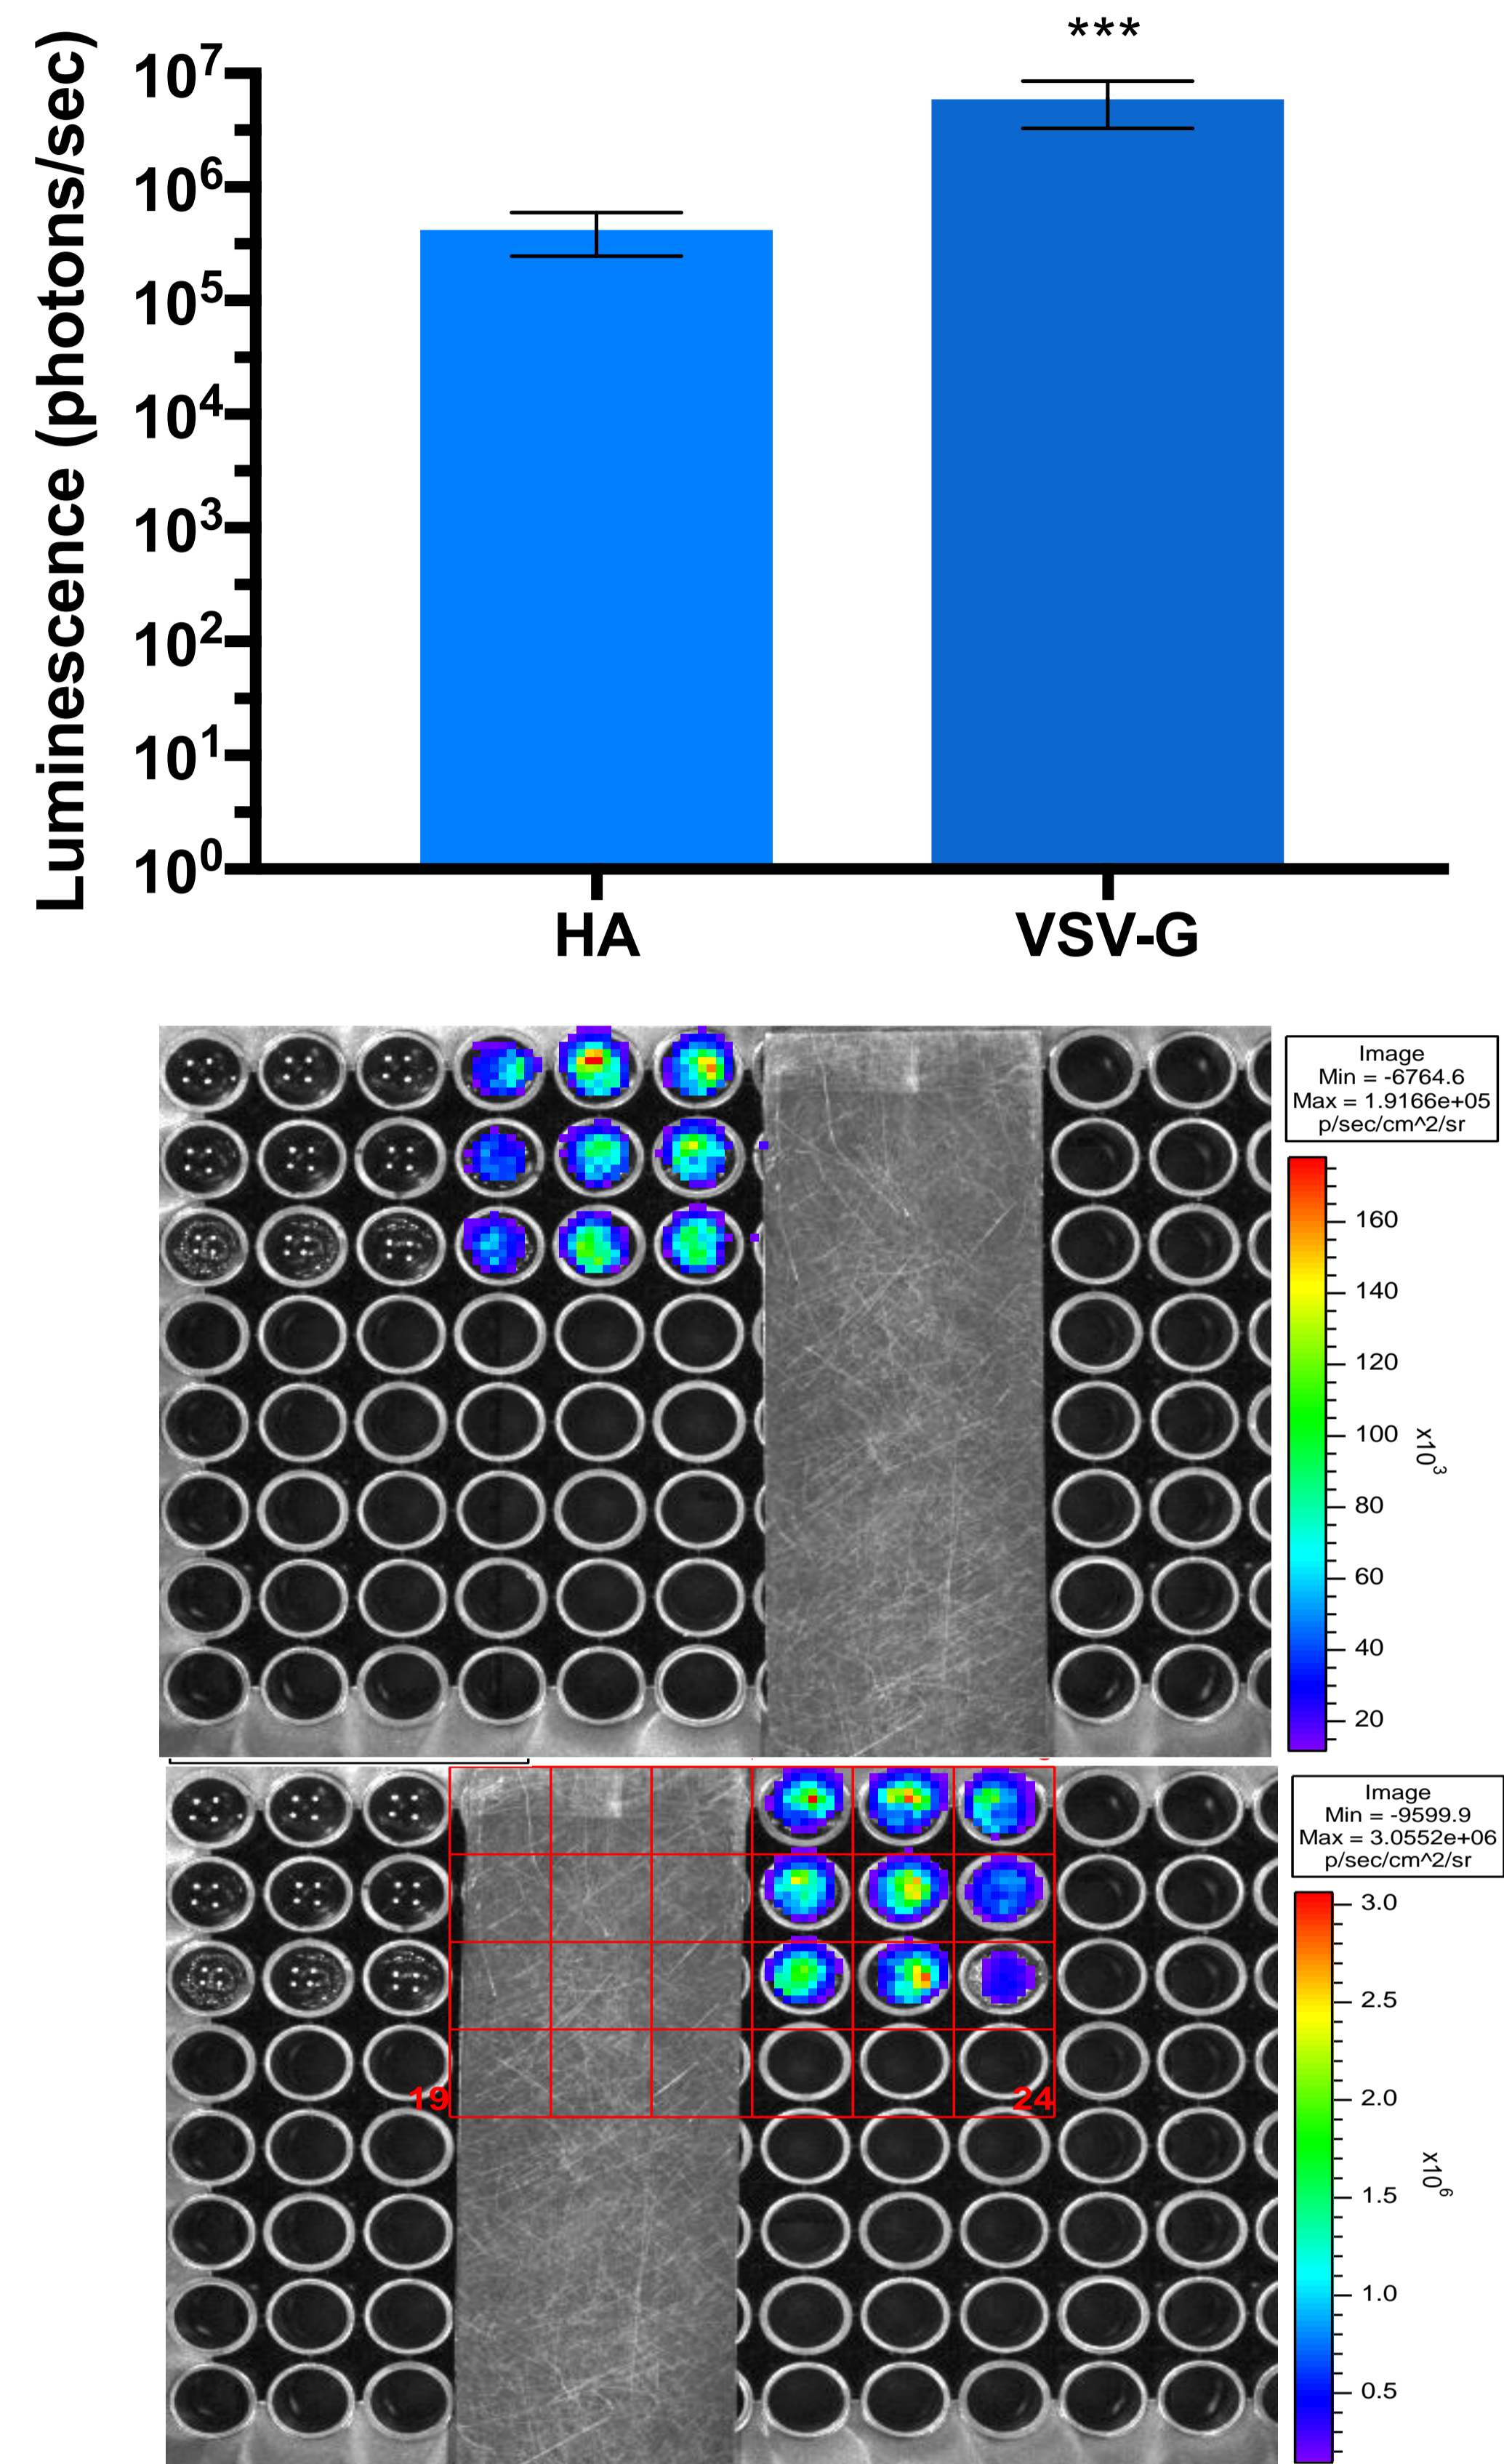 ***
Luminescence (photons/sec)
10^7
10^6
10^5
10^4
10^3
10^2
10^1
10^0
HA VSV-G
Image
Min = -6764.6
Max = 1.9166e+05
p/sec/cm^2/sr
160
140
120
100
80
60
40
20
x10^3
Image
Min = -9599.9
Max = 3.0552e+06
p/sec/cm^2/sr
3.0
2.5
2.0
1.5
1.0
0.5
x10^6
19 24